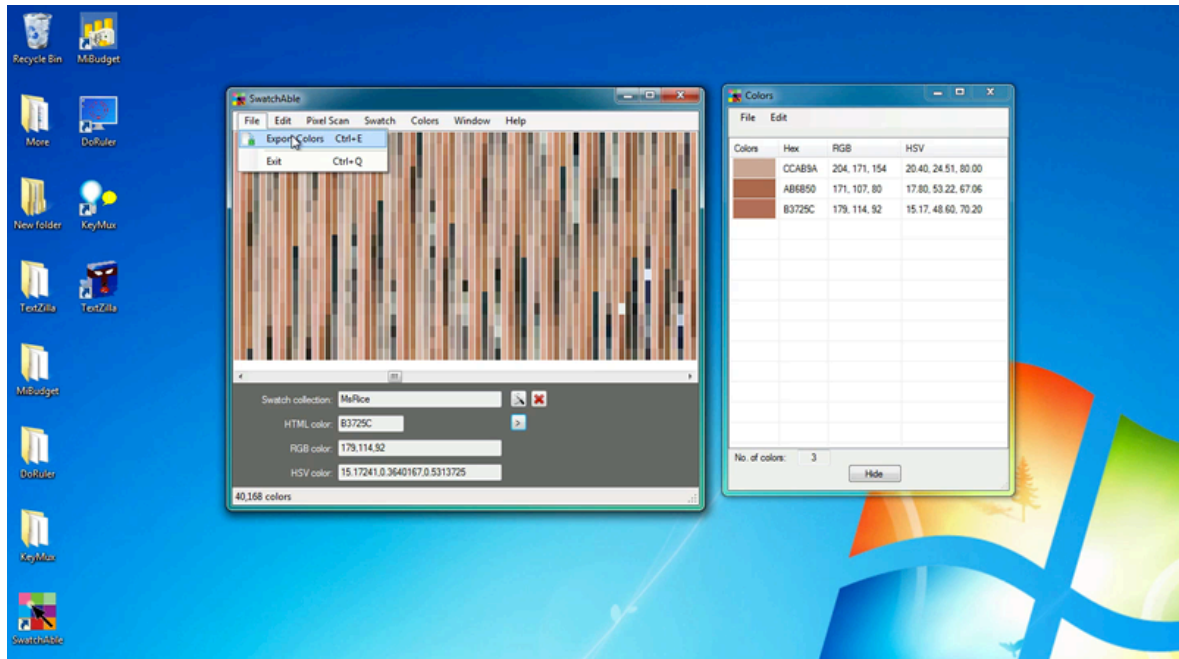 Recycle Bin
MiBudget
More
DoRuler
New folder
KeyMux
TextZilla
TextZilla
MiBudget
DoRuler
KeyMux
SwatchAble
SwatchAble
File Edit Pixel Scan Swatch Colors Window Help
Export Colors Ctrl+E
Exit Ctrl+Q
Swatch collection: MsRice
HTML color: B3725C
>
RGB color: 179,114,92
HSV color: 15.17241,0.3640167,0.5313725
40,168 colors
Colors
File Edit
Colors Hex RGB HSV
CCAB9A 204, 171, 154 20.40, 24.51, 80.00
AB6B50 171, 107, 80 17.80, 53.22, 67.06
B3725C 179, 114, 92 15.17, 48.60, 70.20
No. of colors: 3
Hide